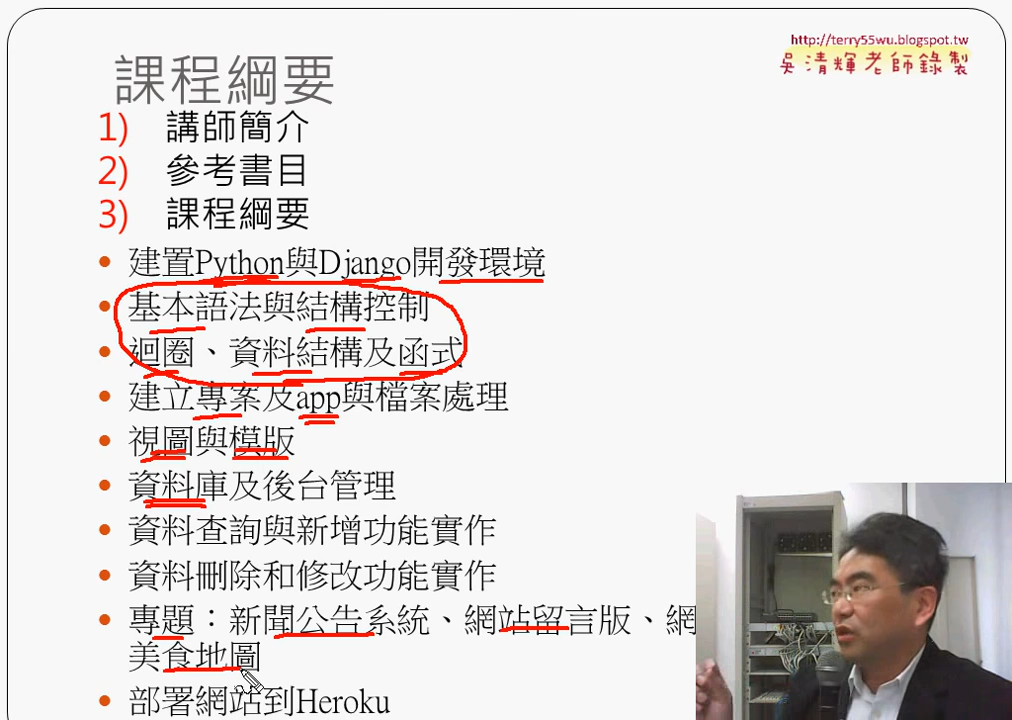 http://terry55wu.blogspot.tw
吳清輝老師錄製
課程綱要
1) 講師簡介
2) 參考書目
3) 課程綱要
• 建置Python與Django開發環境
• 基本語法與結構控制
• 迴圈、資料結構及函式
• 建立專案及app與檔案處理
• 視圖與模版
• 資料庫及後台管理
• 資料查詢與新增功能實作
• 資料刪除和修改功能實作
• 專題：新聞公告系統、網站留言版、網
美食地圖
• 部署網站到Heroku